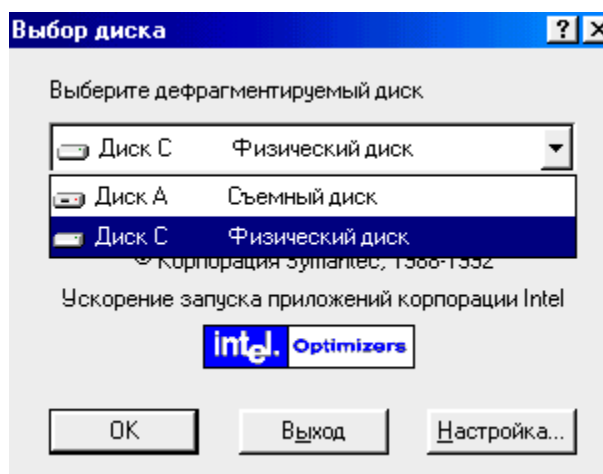 Выбор диска
Выберите дефрагментируемый диск
Диск C Физический диск
Диск A Съемный диск
Диск C Физический диск
© Корпорация Symantec, 1988-1992
Ускорение запуска приложений корпорации Intel
intel. Optimizers
OK Выход Настройка...